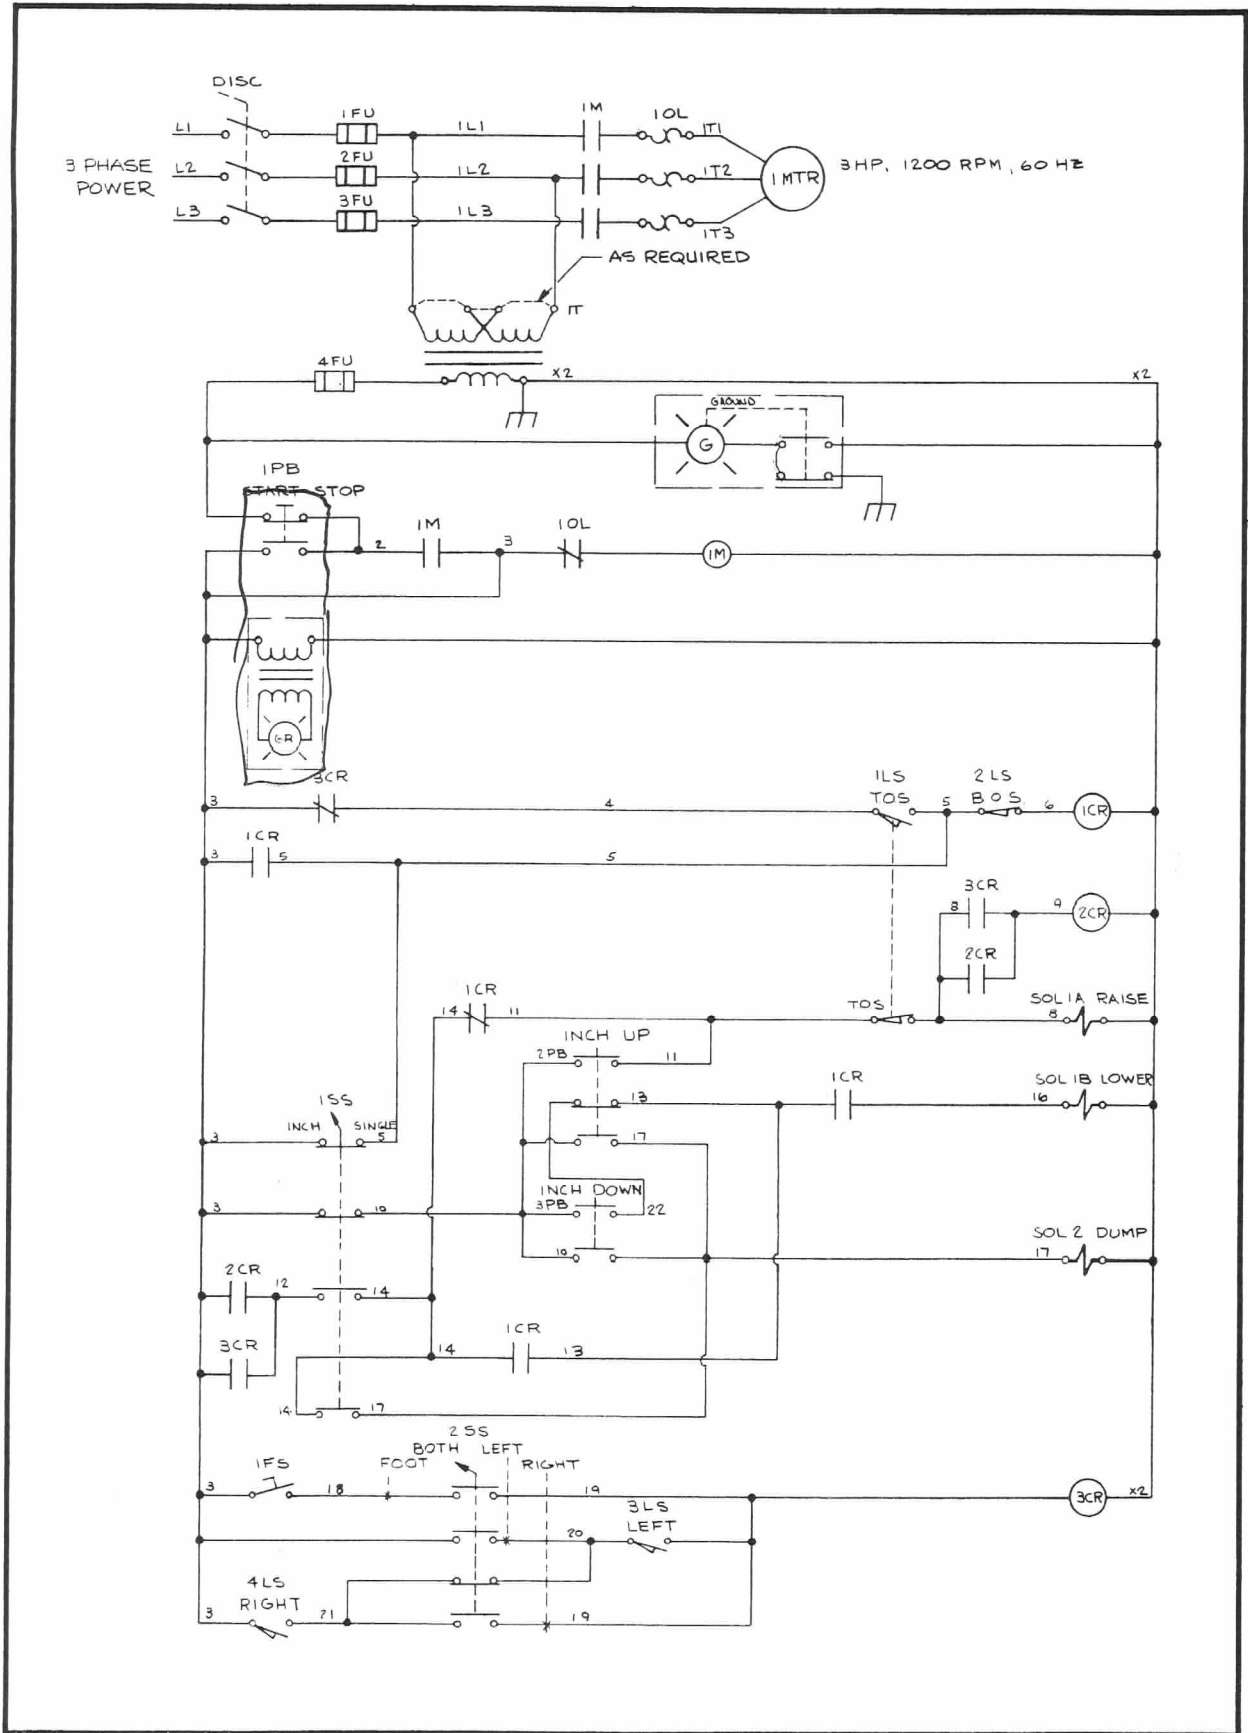 DISC
1FU 1M 1OL
L1 1L1 1T1
3 PHASE POWER
2FU
L2 1L2 1T2 1 MTR 3HP, 1200 RPM, 60 HZ
3FU
L3 1L3 1T3
AS REQUIRED
1T
4FU X2 X2
GROUND
G
1PB
START STOP
1M 1OL
2 3 1M
GR
3CR 1LS 2LS
TOS B.O.S.
3 4 5 6 1CR
1CR
3 5 5
3CR
8 9 2CR
2CR
1CR TOS SOL 1A RAISE
14 11 8
INCH UP
2PB 11
1CR SOL 1B LOWER
1SS 13 16
INCH SINGLE
3 5 17
INCH DOWN
3 10 3PB 22
SOL 2 DUMP
10 17
2CR 12 14
3CR 1CR
14 13
14 17
2SS
BOTH LEFT
1FS FOOT RIGHT
3 18 19 3CR X2
3LS
20 LEFT
4LS
RIGHT
3 21 19